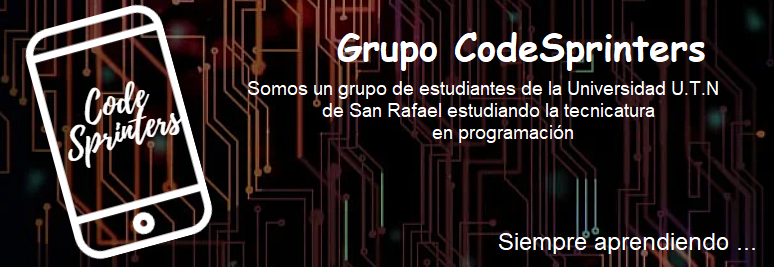 Grupo CodeSprinters
Somos un grupo de estudiantes de la Universidad U.T.N
de San Rafael estudiando la tecnicatura
en programación
Code
Sprinters
Siempre aprendiendo ...